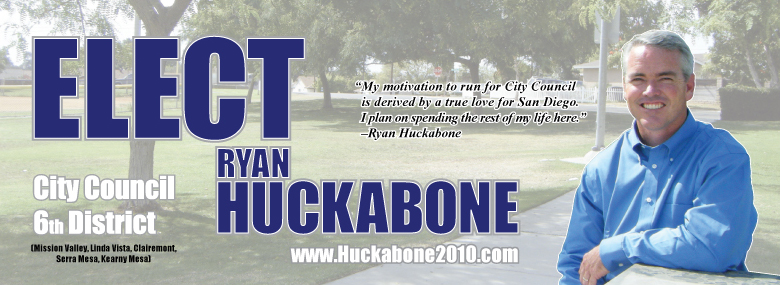 ELECT
RYAN
HUCKABONE
"My motivation to run for City Council
is derived by a true love for San Diego.
I plan on spending the rest of my life here."
–Ryan Huckabone
City Council
6th District
(Mission Valley, Linda Vista, Clairemont,
Serra Mesa, Kearny Mesa)
www.Huckabone2010.com